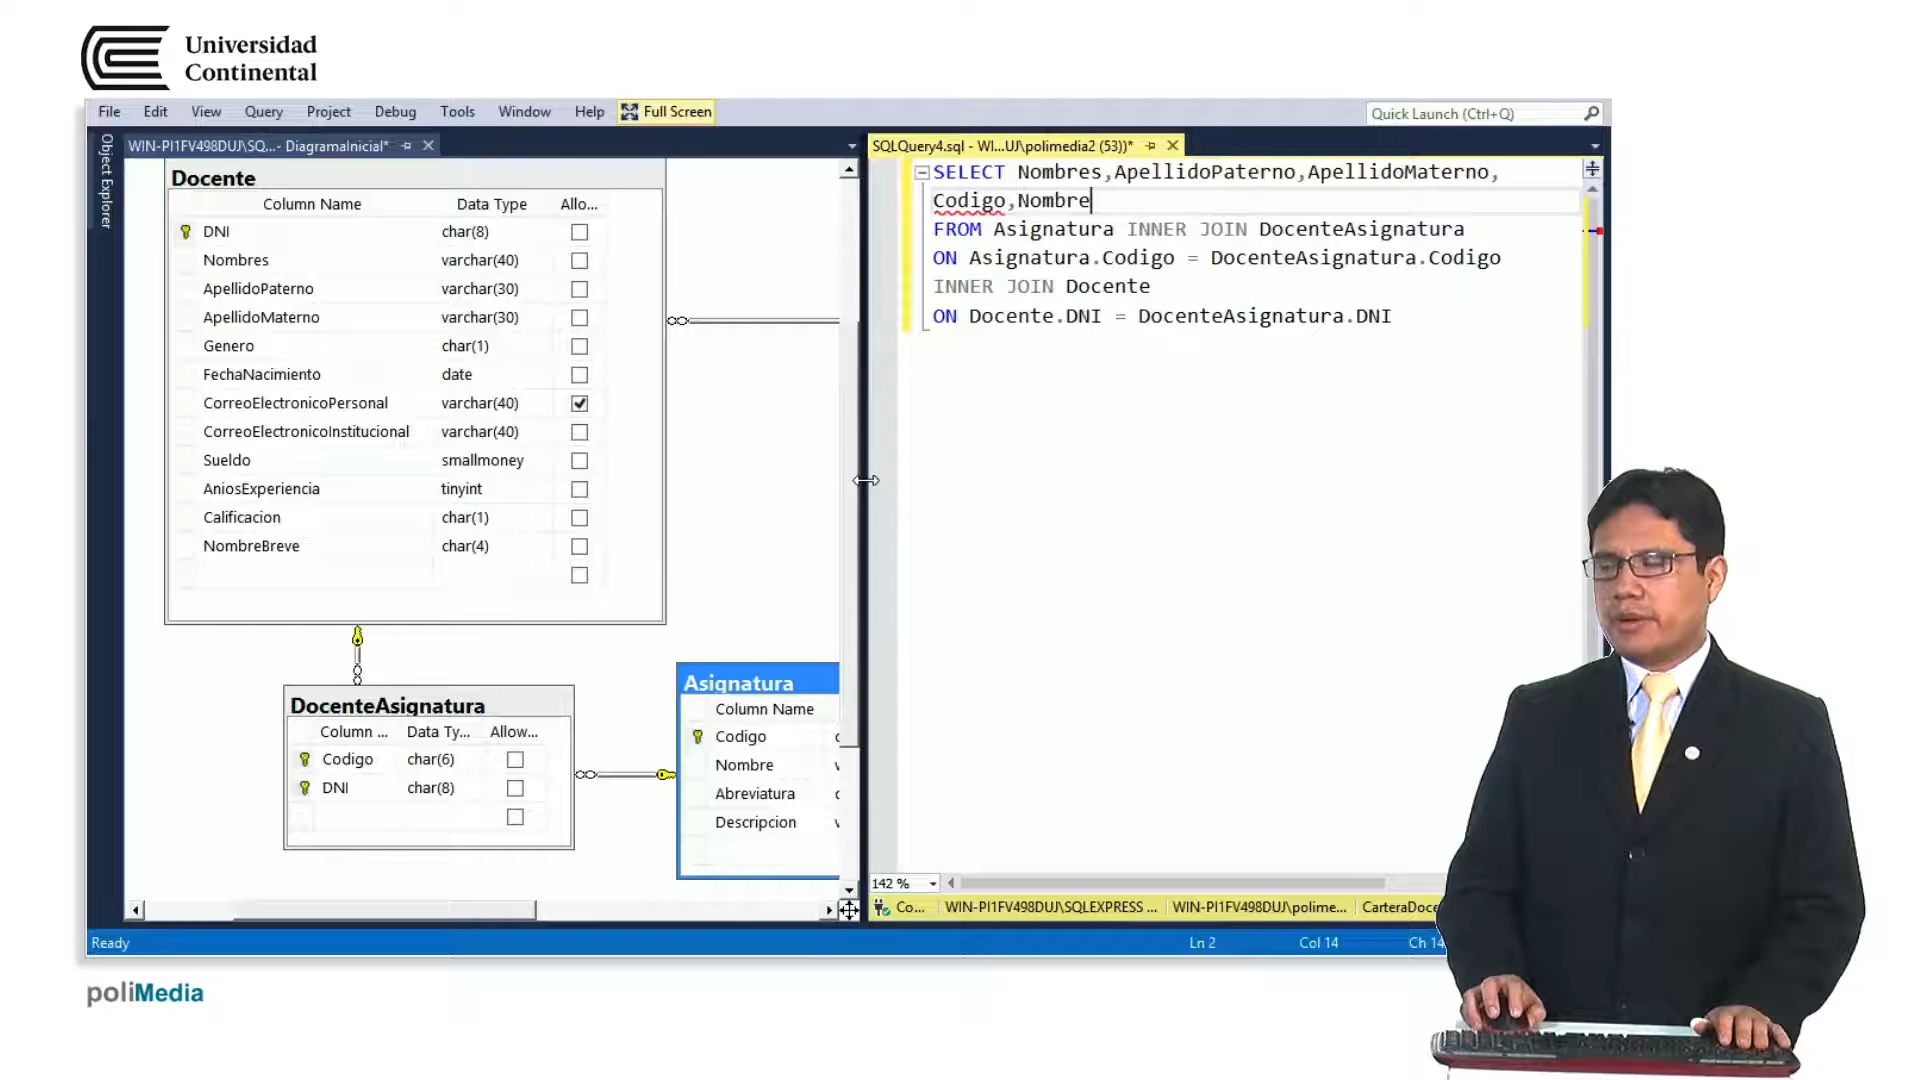 Universidad
Continental
File Edit View Query Project Debug Tools Window Help Full Screen
Quick Launch (Ctrl+Q)
Object Explorer
WIN-PI1FV498DUJ\SQ...- DiagramaInicial*
SQLQuery4.sql - WI...UJ\polimedia2 (53))*
Docente
Column Name Data Type Allo...
DNI char(8)
Nombres varchar(40)
ApellidoPaterno varchar(30)
ApellidoMaterno varchar(30)
Genero char(1)
FechaNacimiento date
CorreoElectronicoPersonal varchar(40)
CorreoElectronicoInstitucional varchar(40)
Sueldo smallmoney
AniosExperiencia tinyint
Calificacion char(1)
NombreBreve char(4)
DocenteAsignatura
Column ... Data Ty... Allow...
Codigo char(6)
DNI char(8)
Asignatura
Column Name
Codigo
Nombre
Abreviatura
Descripcion
SELECT Nombres,ApellidoPaterno,ApellidoMaterno,
Codigo,Nombre
FROM Asignatura INNER JOIN DocenteAsignatura
ON Asignatura.Codigo = DocenteAsignatura.Codigo
INNER JOIN Docente
ON Docente.DNI = DocenteAsignatura.DNI
142 %
Co... WIN-PI1FV498DUJ\SQLEXPRESS ... WIN-PI1FV498DUJ\polime... CarteraDoce
Ready Ln 2 Col 14 Ch 14
poliMedia